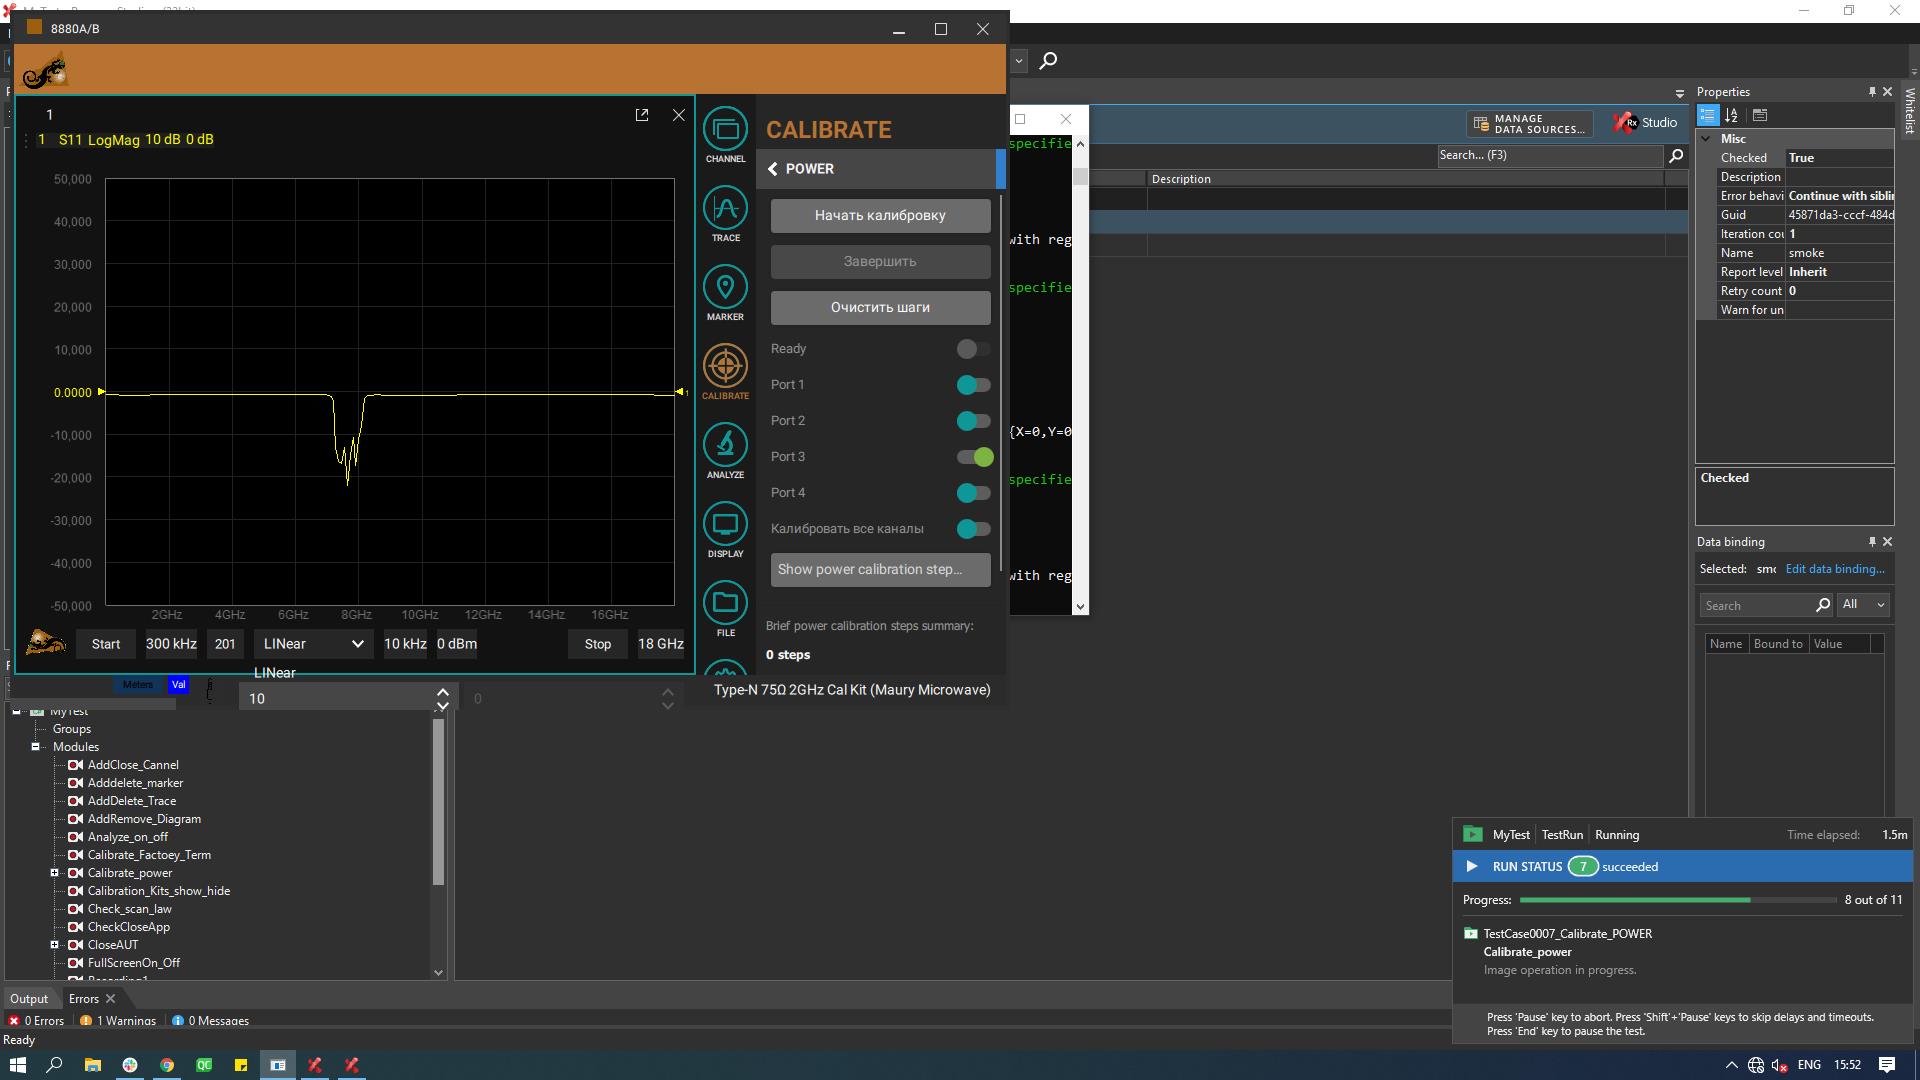 8880A/B
1
1 S11 LogMag 10 dB 0 dB
50,000
40,000
30,000
20,000
10,000
0.0000
-10,000
-20,000
-30,000
-40,000
-50,000
1
2GHz 4GHz 6GHz 8GHz 10GHz 12GHz 14GHz 16GHz
Start 300 kHz 201 LINear 10 kHz 0 dBm Stop 18 GHz
LINear
Meters Val
10
0
CHANNEL
TRACE
MARKER
CALIBRATE
ANALYZE
DISPLAY
FILE
CALIBRATE
POWER
Начать калибровку
Завершить
Очистить шаги
Ready
Port 1
Port 2
Port 3
Port 4
Калибровать все каналы
Show power calibration step...
Brief power calibration steps summary:
0 steps
Type-N 75Ω 2GHz Cal Kit (Maury Microwave)
specifie
with reg
specifie
{X=0,Y=0
specifie
with reg
MANAGE
DATA SOURCES...
Rx Studio
Search... (F3)
Description
Properties
Whitelist
Misc
Checked True
Description
Error behavi Continue with siblin
Guid 45871da3-cccf-484d
Iteration cou 1
Name smoke
Report level Inherit
Retry count 0
Warn for un
Checked
Data binding
Selected: smo Edit data binding...
Search All
Name Bound to Value
MyTest
Groups
Modules
AddClose_Cannel
Adddelete_marker
AddDelete_Trace
AddRemove_Diagram
Analyze_on_off
Calibrate_Factoey_Term
Calibrate_power
Calibration_Kits_show_hide
Check_scan_law
CheckCloseApp
CloseAUT
FullScreenOn_Off
Recording1
MyTest TestRun Running Time elapsed: 1.5m
RUN STATUS 7 succeeded
Progress: 8 out of 11
TestCase0007_Calibrate_POWER
Calibrate_power
Image operation in progress.
Press 'Pause' key to abort. Press 'Shift'+'Pause' keys to skip delays and timeouts.
Press 'End' key to pause the test.
Output Errors
0 Errors 1 Warnings 0 Messages
Ready
QC
ENG 15:52